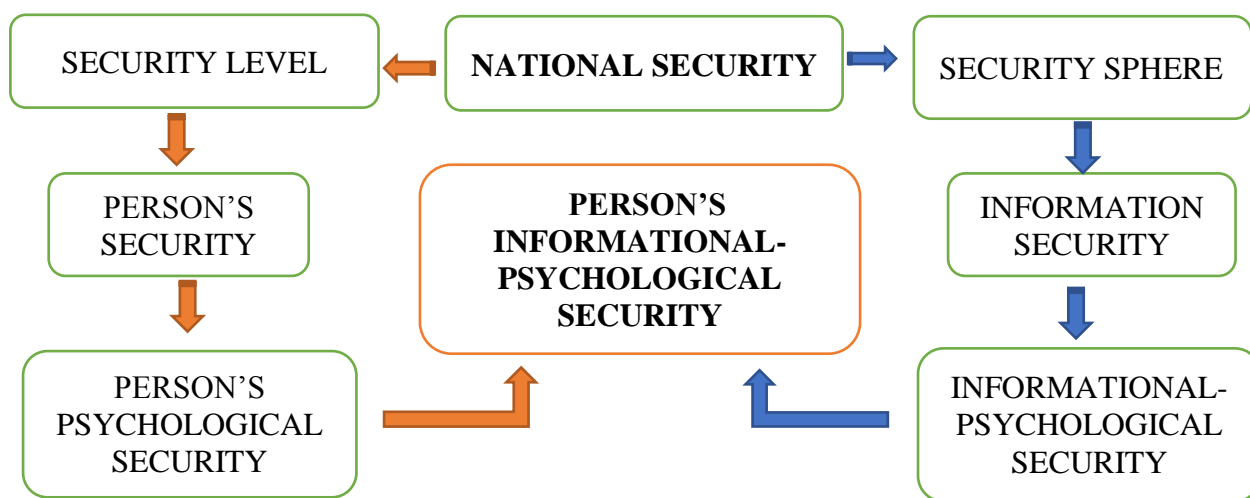 SECURITY LEVEL
NATIONAL SECURITY
SECURITY SPHERE
PERSON’S
SECURITY
PERSON’S
INFORMATIONAL-
PSYCHOLOGICAL
SECURITY
INFORMATION
SECURITY
PERSON’S
PSYCHOLOGICAL
SECURITY
INFORMATIONAL-
PSYCHOLOGICAL
SECURITY